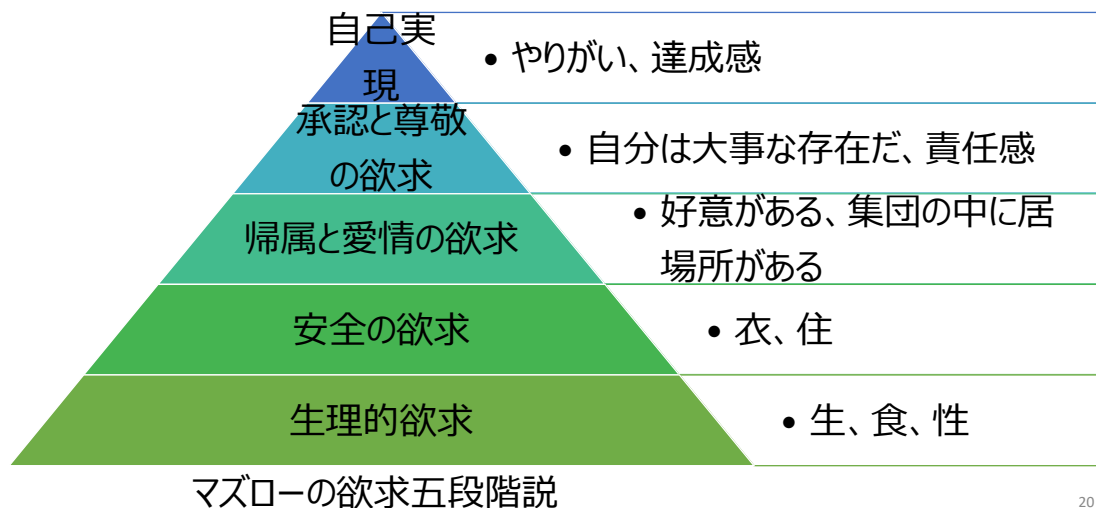 自己実
現
• やりがい、達成感
承認と尊敬
の欲求
• 自分は大事な存在だ、責任感
帰属と愛情の欲求
• 好意がある、集団の中に居
場所がある
安全の欲求
• 衣、住
生理的欲求
• 生、食、性
マズローの欲求五段階説
20